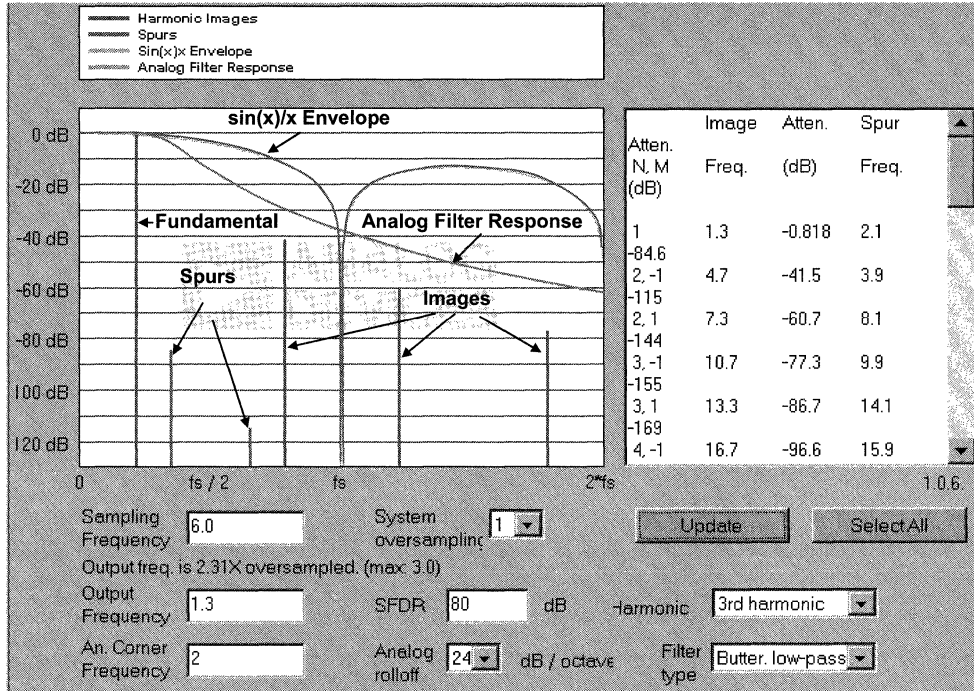 Harmonic Images
Spurs
Sin(x)x Envelope
Analog Filter Response
sin(x)/x Envelope
Fundamental
Analog Filter Response
Spurs
Images
0 dB
-20 dB
-40 dB
-60 dB
-80 dB
100 dB
120 dB
0 fs / 2 fs 2*fs
Image Atten. Spur
Atten.
N, M Freq. (dB) Freq.
(dB)
1 1.3 -0.818 2.1
-84.6
2, -1 4.7 -41.5 3.9
-115
2, 1 7.3 -60.7 8.1
-144
3, -1 10.7 -77.3 9.9
-155
3, 1 13.3 -86.7 14.1
-169
4, -1 16.7 -96.6 15.9
1.0.6.
Sampling
Frequency 6.0
System
oversampling 1
Update
Select All
Output freq. is 2.31X oversampled. (max: 3.0)
Output
Frequency 1.3
SFDR 80 dB
Harmonic 3rd harmonic
An. Corner
Frequency 2
Analog
rolloff 24 dB / octave
Filter
type Butter. low-pass